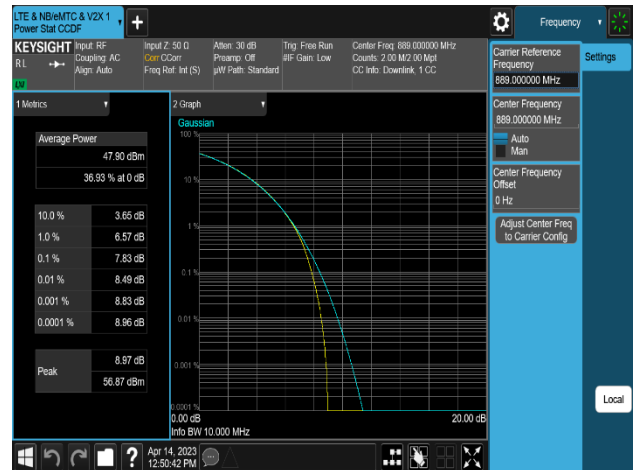 LTE & NB/eMTC & V2X 1
Power Stat CCDF
KEYSIGHT
RL
LXI
Input: RF
Coupling: AC
Align: Auto
Input Z: 50 Ω
Corr CCorr
Freq Ref: Int (S)
Atten: 30 dB
Preamp: Off
µW Path: Standard
Trig: Free Run
#IF Gain: Low
Center Freq: 889.000000 MHz
Counts: 2.00 M/2.00 Mpt
CC Info: Downlink, 1 CC
1 Metrics
Average Power
47.90 dBm
36.93 % at 0 dB
10.0 % 3.65 dB
1.0 % 6.57 dB
0.1 % 7.83 dB
0.01 % 8.49 dB
0.001 % 8.83 dB
0.0001 % 8.96 dB
Peak
8.97 dB
56.87 dBm
2 Graph
Gaussian
100 %
10 %
1 %
0.1 %
0.01 %
0.001 %
0.0001 %
0.00 dB 20.00 dB
Info BW 10.000 MHz
Frequency
Settings
Carrier Reference
Frequency
889.000000 MHz
Center Frequency
889.000000 MHz
Auto
Man
Center Frequency
Offset
0 Hz
Adjust Center Freq
to Carrier Config
Local
?
Apr 14, 2023
12:50:42 PM